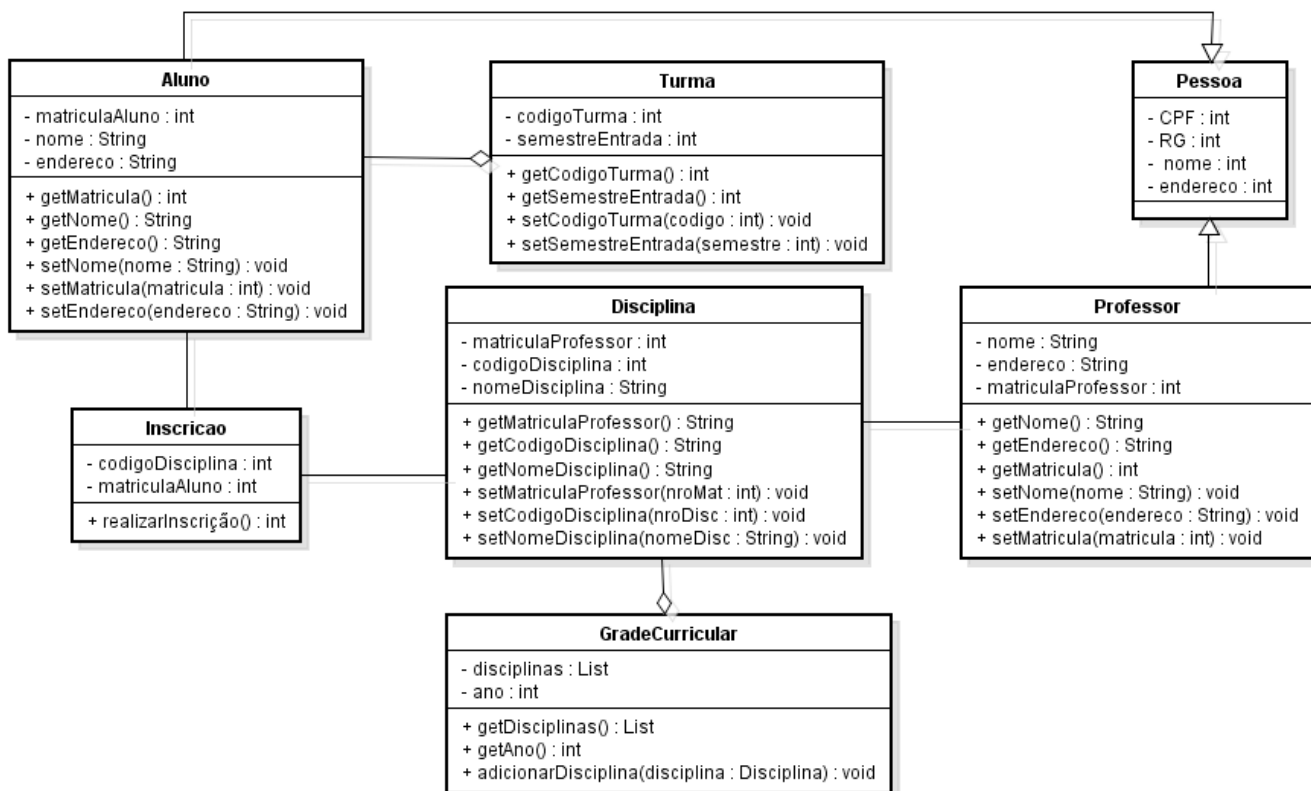 Aluno
- matriculaAluno : int
- nome : String
- endereco : String
+ getMatricula() : int
+ getNome() : String
+ getEndereco() : String
+ setNome(nome : String) : void
+ setMatricula(matricula : int) : void
+ setEndereco(endereco : String) : void
Turma
- codigoTurma : int
- semestreEntrada : int
+ getCodigoTurma() : int
+ getSemestreEntrada() : int
+ setCodigoTurma(codigo : int) : void
+ setSemestreEntrada(semestre : int) : void
Pessoa
- CPF : int
- RG : int
- nome : int
- endereco : int
Disciplina
- matriculaProfessor : int
- codigoDisciplina : int
- nomeDisciplina : String
+ getMatriculaProfessor() : String
+ getCodigoDisciplina() : String
+ getNomeDisciplina() : String
+ setMatriculaProfessor(nroMat : int) : void
+ setCodigoDisciplina(nroDisc : int) : void
+ setNomeDisciplina(nomeDisc : String) : void
Professor
- nome : String
- endereco : String
- matriculaProfessor : int
+ getNome() : String
+ getEndereco() : String
+ getMatricula() : int
+ setNome(nome : String) : void
+ setEndereco(endereco : String) : void
+ setMatricula(matricula : int) : void
Inscricao
- codigoDisciplina : int
- matriculaAluno : int
+ realizarInscrição() : int
GradeCurricular
- disciplinas : List
- ano : int
+ getDisciplinas() : List
+ getAno() : int
+ adicionarDisciplina(disciplina : Disciplina) : void